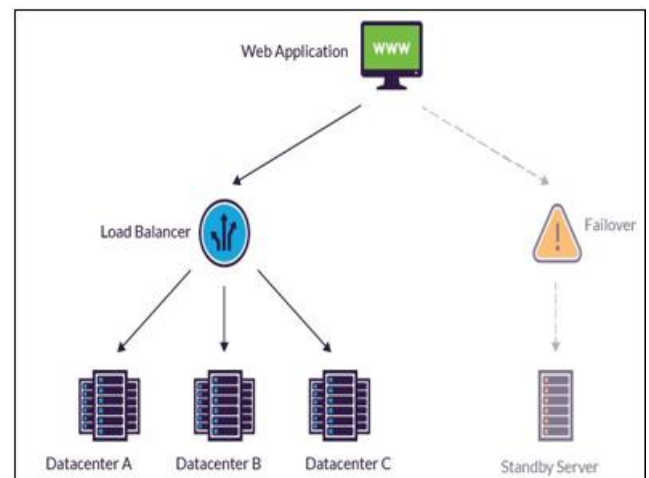 Web Application
WWW
Load Balancer
Failover
Datacenter A
Datacenter B
Datacenter C
Standby Server